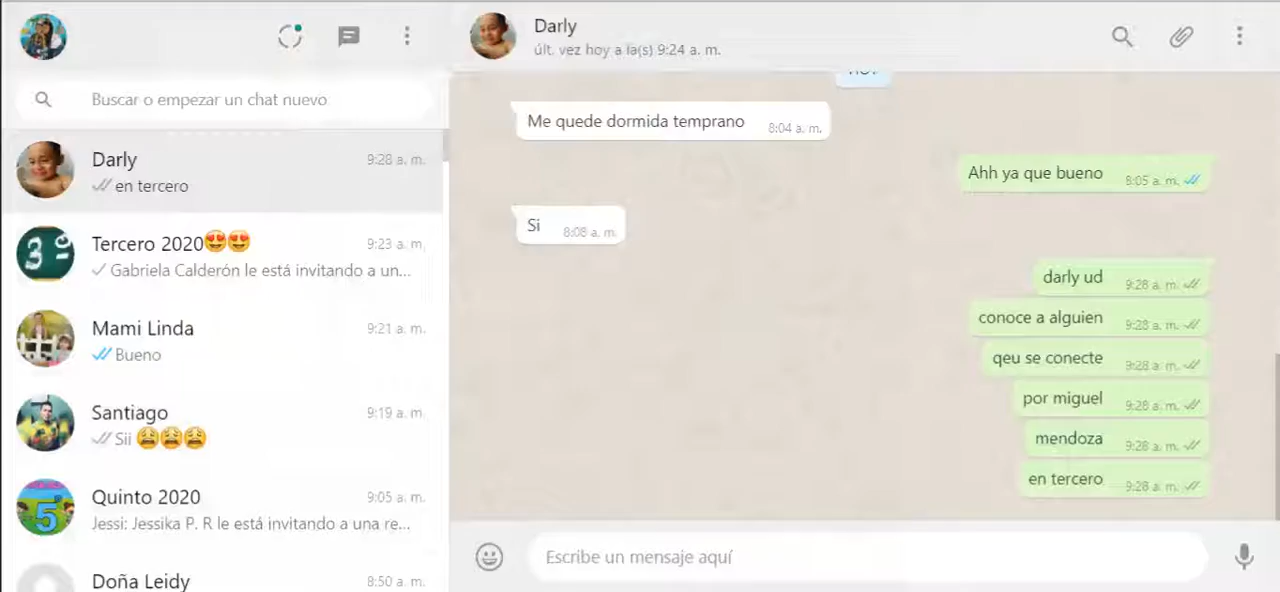 Buscar o empezar un chat nuevo
Darly
9:28 a. m.
en tercero
Tercero 2020😍😍
9:23 a. m.
Gabriela Calderón le está invitando a un...
Mami Linda
9:21 a. m.
Bueno
Santiago
9:19 a. m.
Sii 😩😩😩
Quinto 2020
9:05 a. m.
Jessi: Jessika P. R le está invitando a una re...
Doña Leidy
8:50 a. m.
Darly
últ. vez hoy a la(s) 9:24 a. m.
HOY
Me quede dormida temprano 8:04 a. m.
Ahh ya que bueno 8:05 a. m.
Si 8:08 a. m.
darly ud 9:28 a. m.
conoce a alguien 9:28 a. m.
qeu se conecte 9:28 a. m.
por miguel 9:28 a. m.
mendoza 9:28 a. m.
en tercero 9:28 a. m.
Escribe un mensaje aquí
3º
5